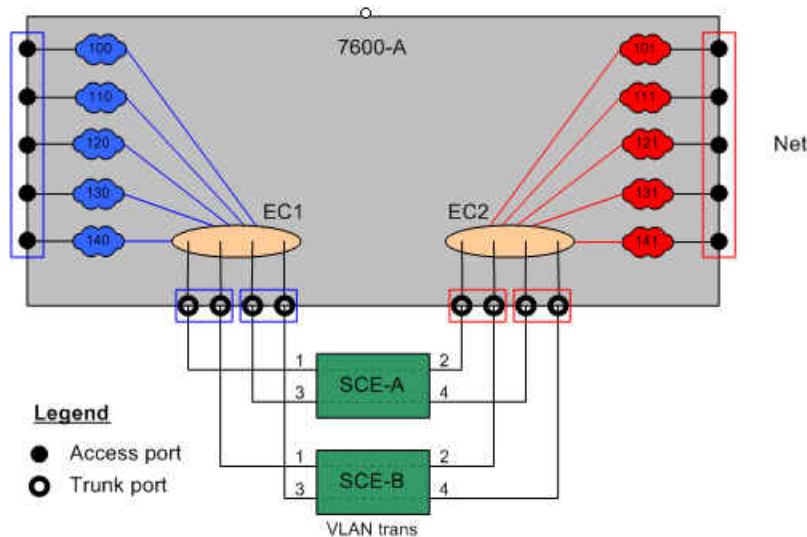 7600-A
100
101
110
111
120
121
Net
130
131
EC1
EC2
140
141
1
2
SCE-A
3
4
Legend
Access port
Trunk port
1
2
SCE-B
3
4
VLAN trans